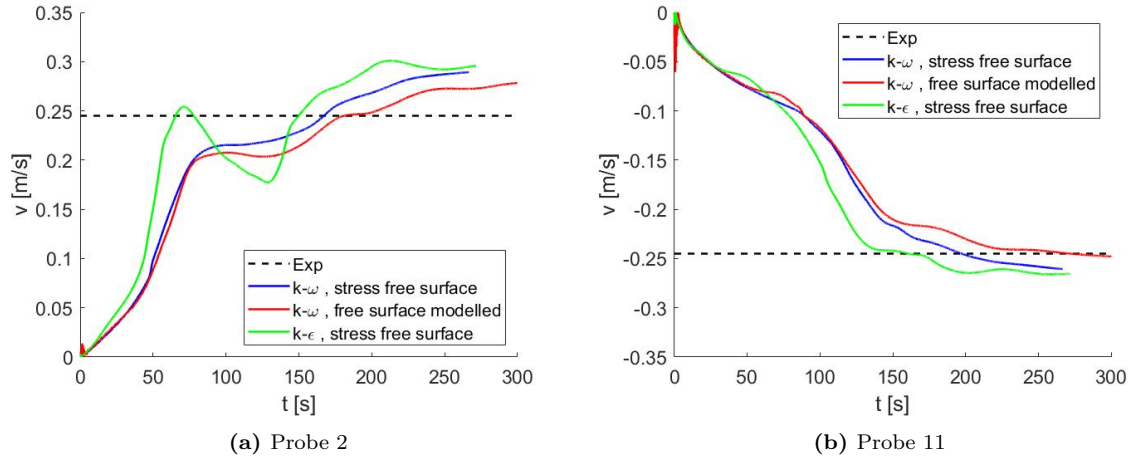 0.35
0.3
0.25
0.2
0.15
0.1
0.05
0
v [m/s]
0 50 100 150 200 250 300
t [s]
Exp
k-ω , stress free surface
k-ω , free surface modelled
k-ϵ , stress free surface
(a) Probe 2
0
-0.05
-0.1
-0.15
-0.2
-0.25
-0.3
-0.35
v [m/s]
0 50 100 150 200 250 300
t [s]
Exp
k-ω , stress free surface
k-ω , free surface modelled
k-ϵ , stress free surface
(b) Probe 11